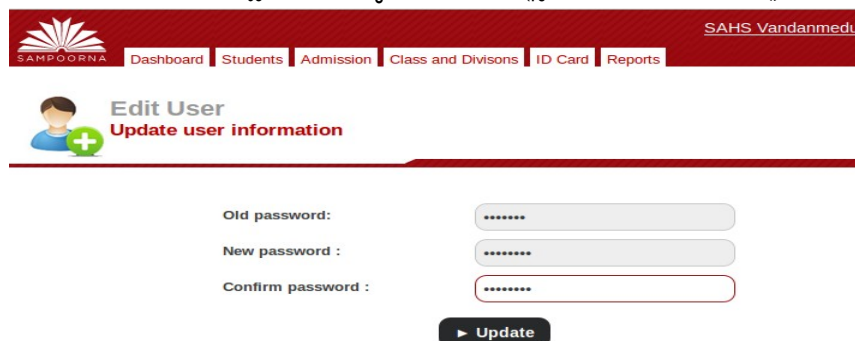 SAHS Vandanmedu
SAMPOORNA
Dashboard Students Admission Class and Divisons ID Card Reports
Edit User
Update user information
Old password: •••••••
New password : ••••••••
Confirm password : ••••••••
► Update